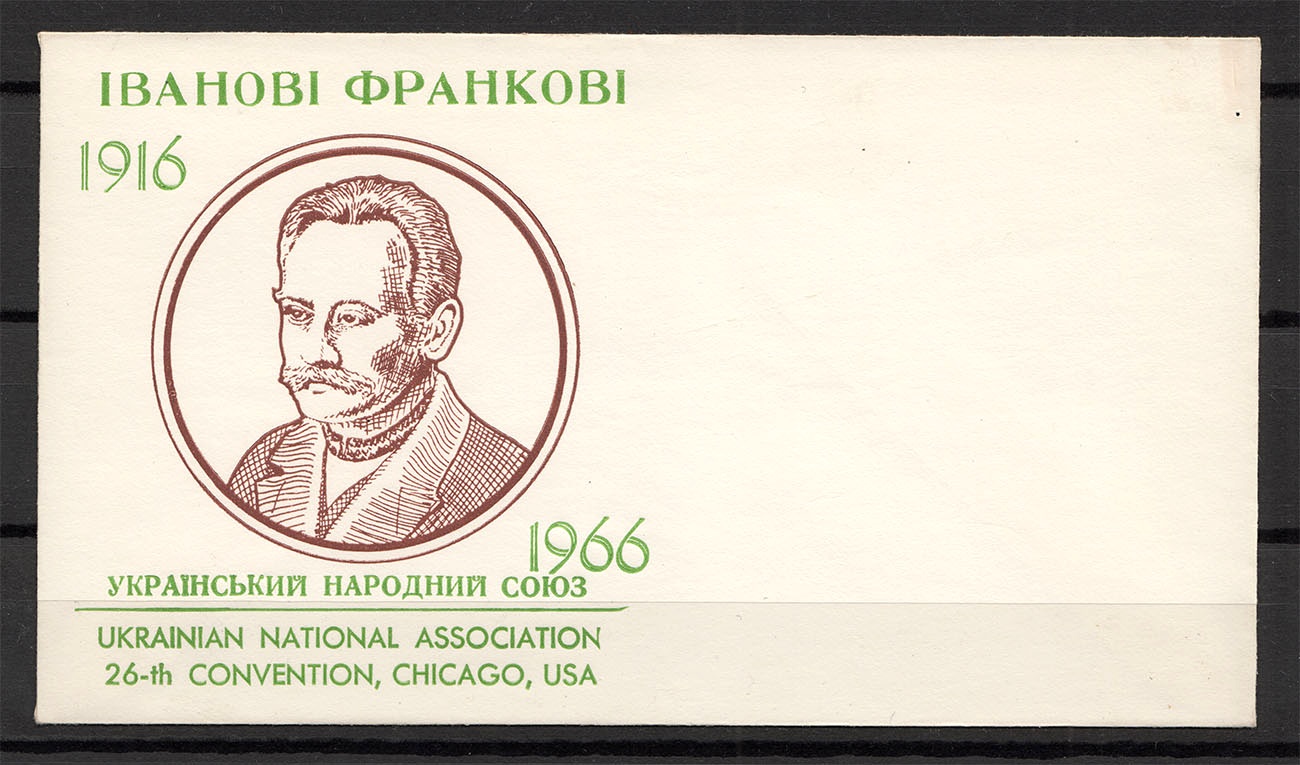 ІВАНОВІ ФРАНКОВІ
1916
1966
УКРАЇНСЬКИЙ НАРОДНИЙ СОЮЗ
UKRAINIAN NATIONAL ASSOCIATION
26-th CONVENTION, CHICAGO, USA